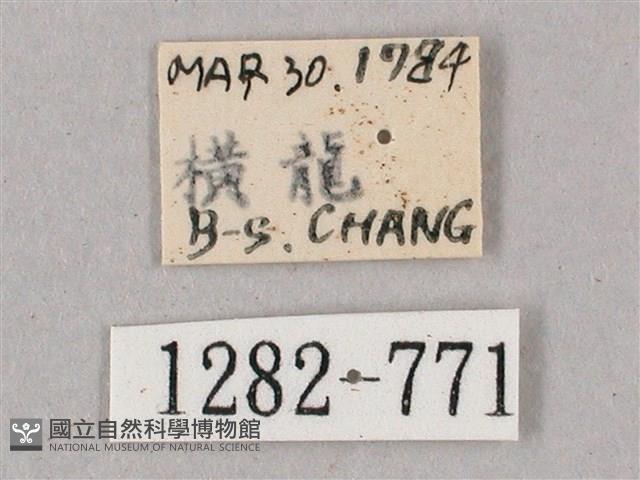 MAR 30. 1984
橫龍
B-S. CHANG
1282-771
國立自然科學博物館
NATIONAL MUSEUM OF NATURAL SCIENCE